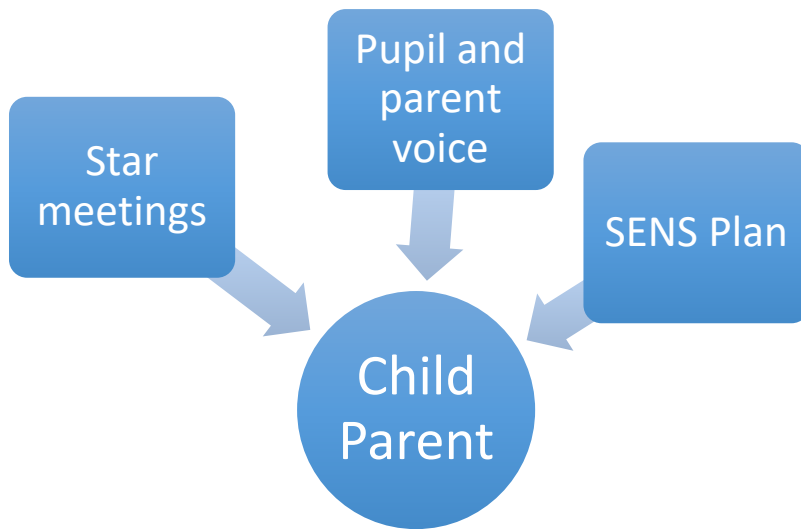 Star
meetings
Pupil and
parent
voice
SENS Plan
Child
Parent